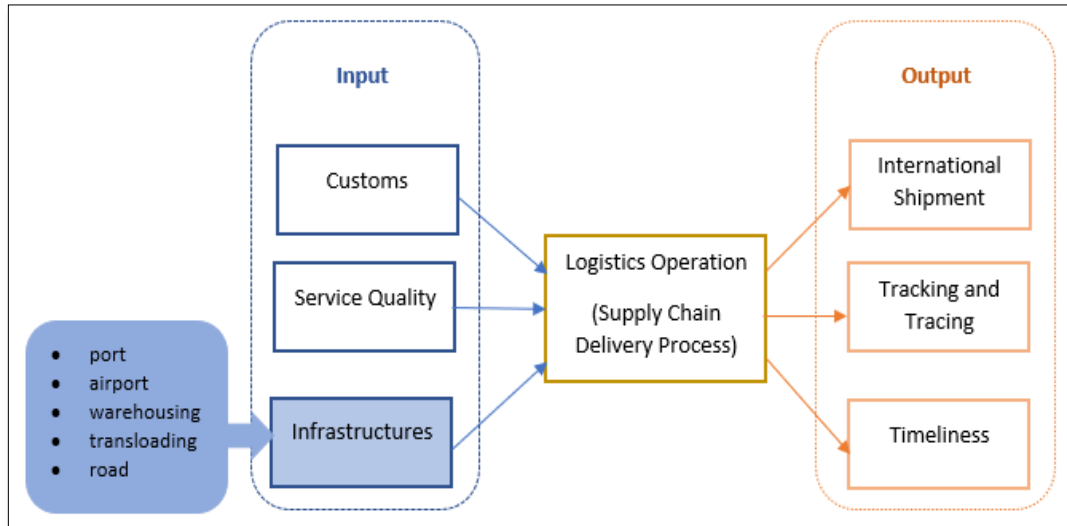 Input
Customs
Service Quality
Infrastructures
• port
• airport
• warehousing
• transloading
• road
Logistics Operation
(Supply Chain
Delivery Process)
Output
International
Shipment
Tracking and
Tracing
Timeliness